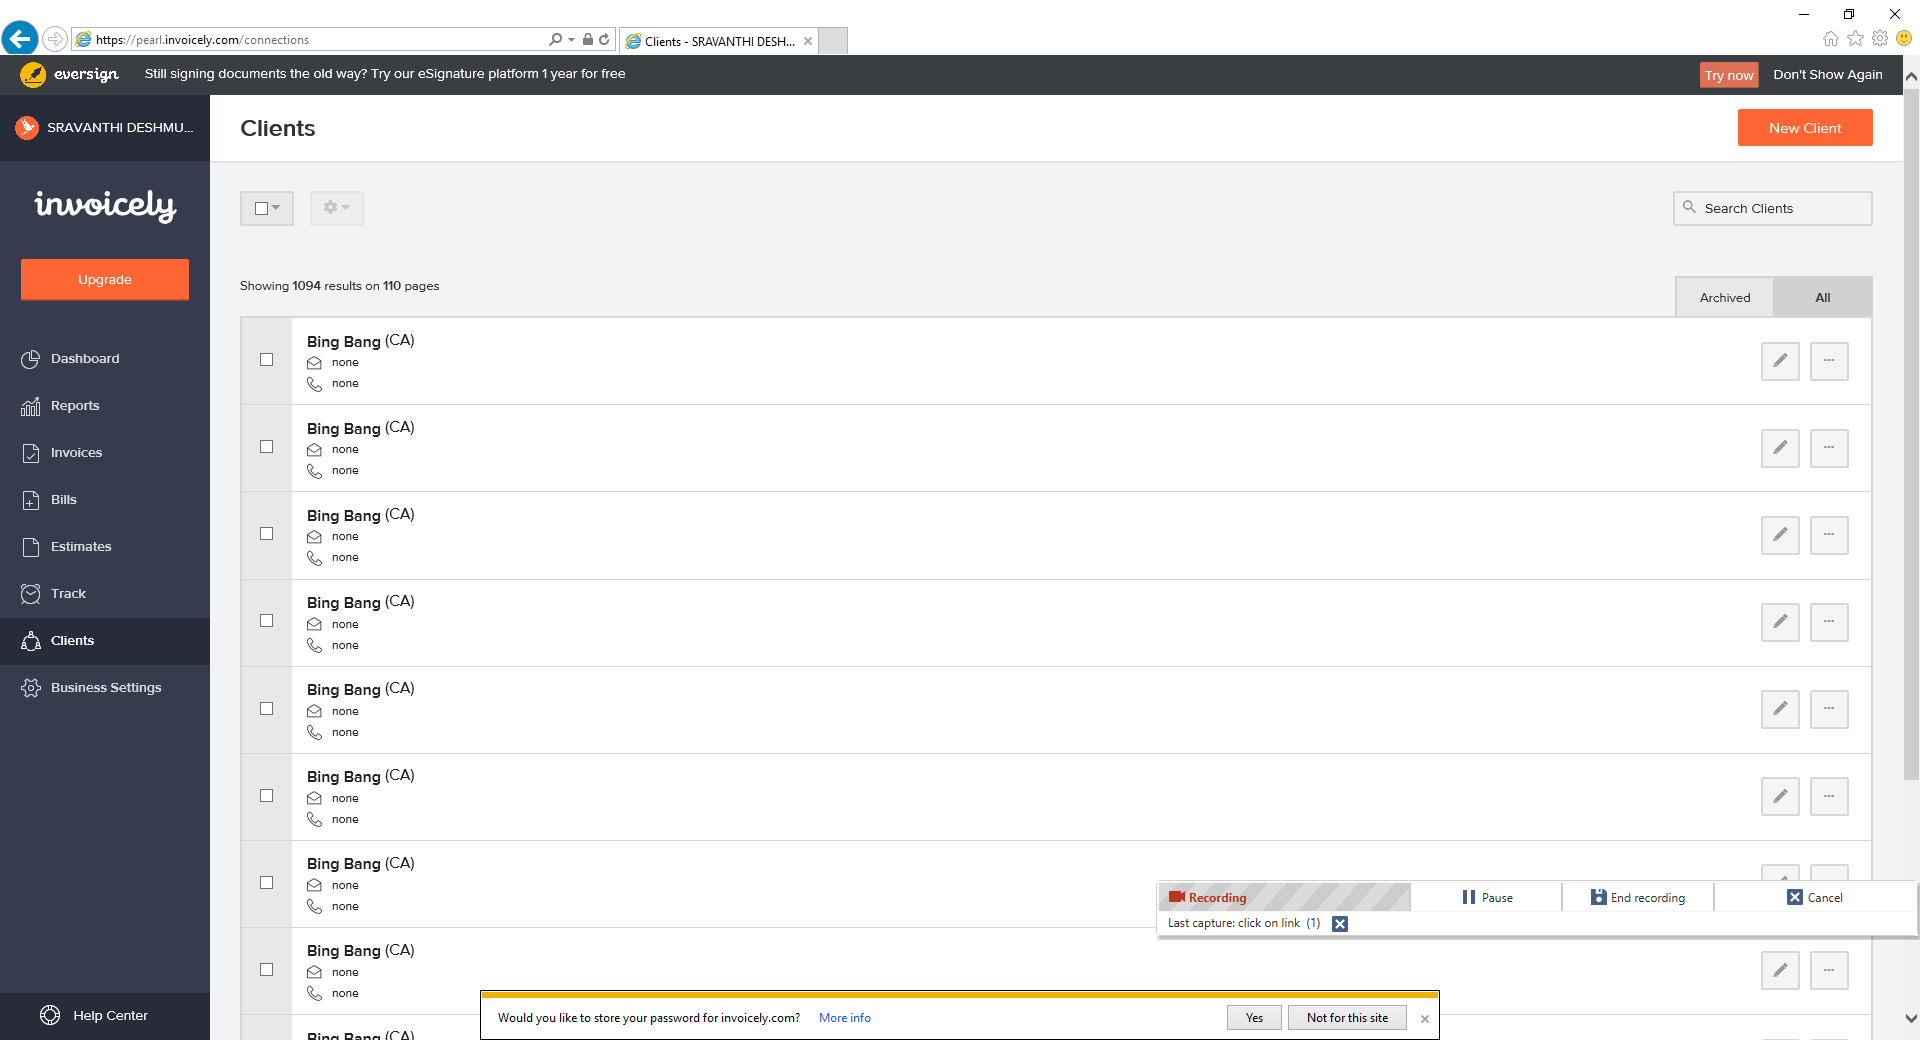 https://pearl.invoicely.com/connections
Clients - SRAVANTHI DESH...
eversign
Still signing documents the old way? Try our eSignature platform 1 year for free
Try now
Don't Show Again
SRAVANTHI DESHMU...
Clients
New Client
invoicely
Search Clients
Upgrade
Showing 1094 results on 110 pages
Archived
All
Dashboard
Reports
Invoices
Bills
Estimates
Track
Clients
Business Settings
Help Center
Bing Bang (CA)
none
none
Bing Bang (CA)
none
none
Bing Bang (CA)
none
none
Bing Bang (CA)
none
none
Bing Bang (CA)
none
none
Bing Bang (CA)
none
none
Bing Bang (CA)
none
none
Bing Bang (CA)
none
none
Bing Bang (CA)
Recording
Pause
End recording
Cancel
Last capture: click on link (1)
Would you like to store your password for invoicely.com?
More info
Yes
Not for this site